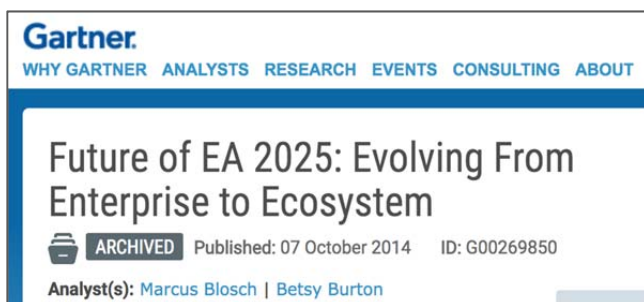 Gartner.
WHY GARTNER ANALYSTS RESEARCH EVENTS CONSULTING ABOUT
Future of EA 2025: Evolving From
Enterprise to Ecosystem
ARCHIVED Published: 07 October 2014 ID: G00269850
Analyst(s): Marcus Blosch | Betsy Burton